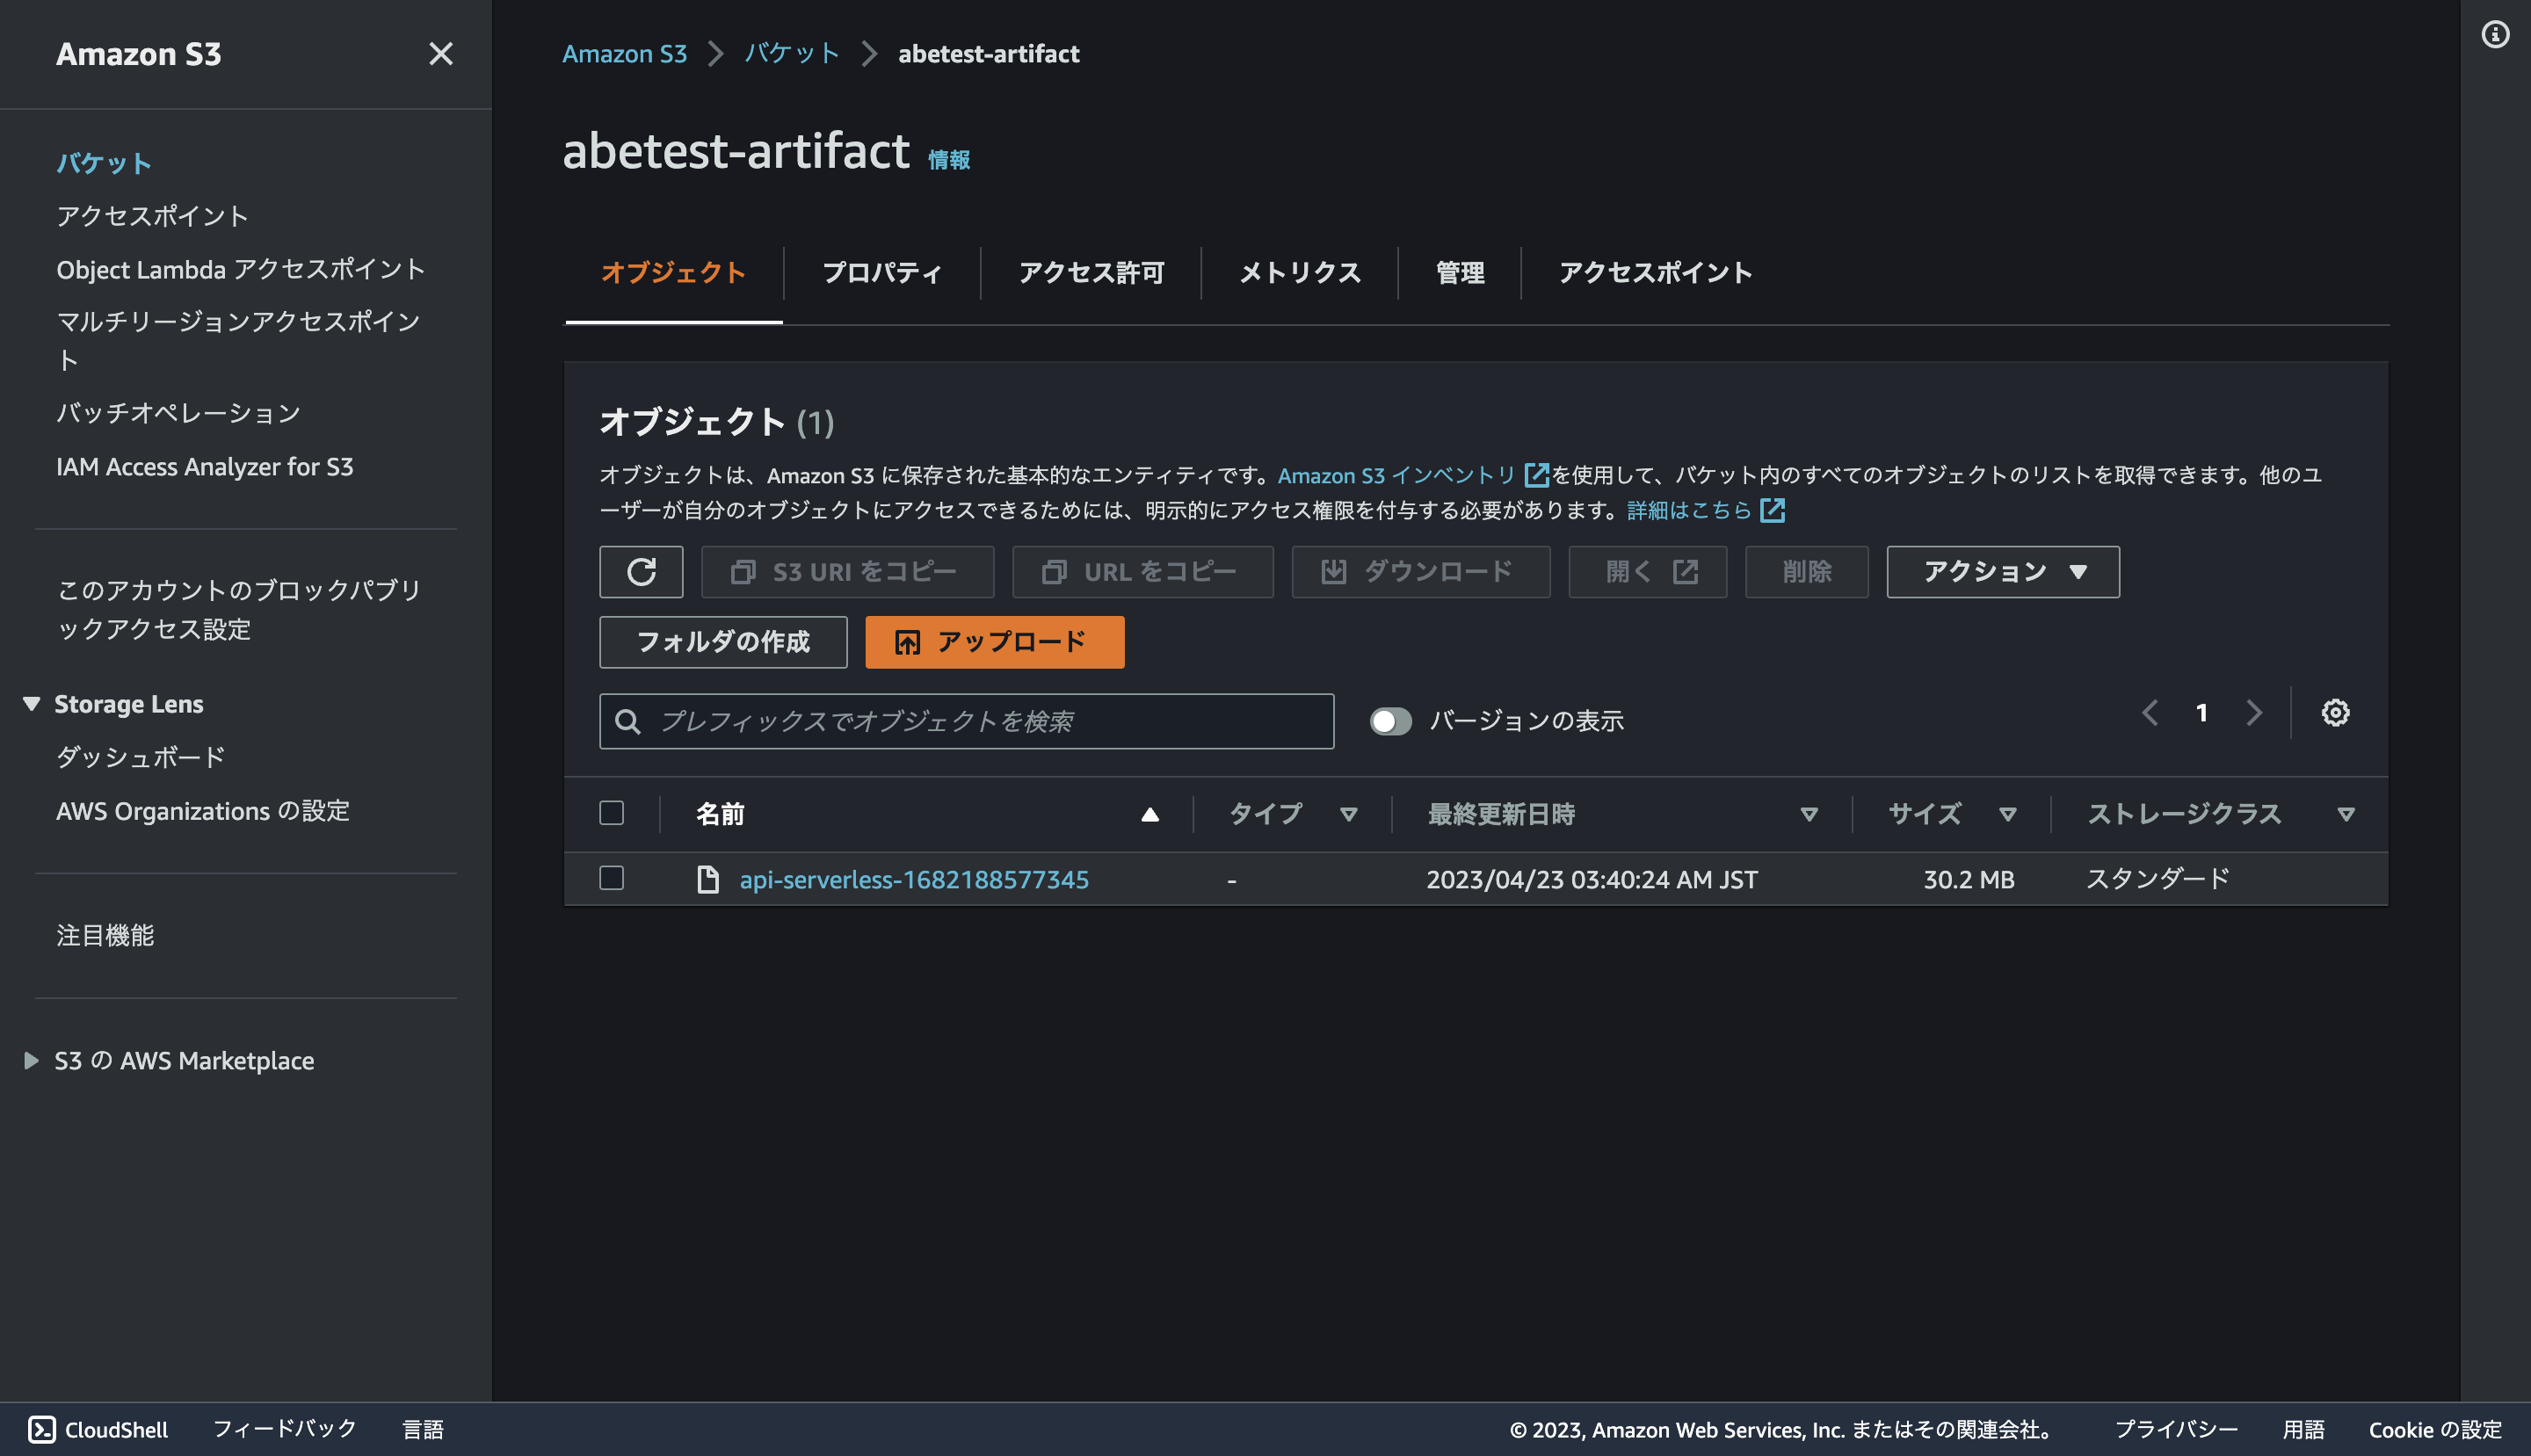 Amazon S3
バケット
アクセスポイント
Object Lambda アクセスポイント
マルチリージョンアクセスポイン
ト
バッチオペレーション
IAM Access Analyzer for S3
このアカウントのブロックパブリ
ックアクセス設定
Storage Lens
ダッシュボード
AWS Organizations の設定
注目機能
S3 の AWS Marketplace
Amazon S3 バケット abetest-artifact
abetest-artifact 情報
オブジェクト プロパティ アクセス許可 メトリクス 管理 アクセスポイント
オブジェクト (1)
オブジェクトは、Amazon S3 に保存された基本的なエンティティです。Amazon S3 インベントリ を使用して、バケット内のすべてのオブジェクトのリストを取得できます。他のユ
ーザーが自分のオブジェクトにアクセスできるためには、明示的にアクセス権限を付与する必要があります。詳細はこちら
S3 URI をコピー URL をコピー ダウンロード 開く 削除 アクション
フォルダの作成 アップロード
プレフィックスでオブジェクトを検索 バージョンの表示 1
名前 タイプ 最終更新日時 サイズ ストレージクラス
api-serverless-1682188577345 - 2023/04/23 03:40:24 AM JST 30.2 MB スタンダード
CloudShell フィードバック 言語 © 2023, Amazon Web Services, Inc. またはその関連会社。 プライバシー 用語 Cookie の設定